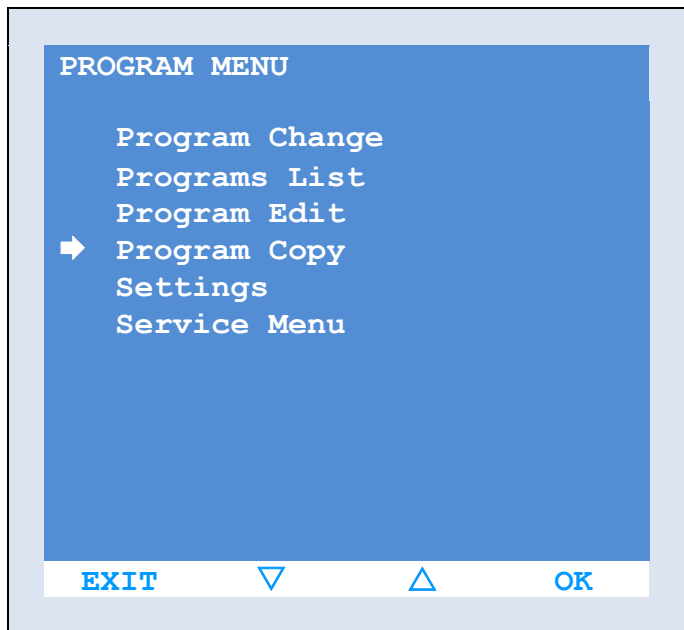 PROGRAM MENU
Program Change
Programs List
Program Edit
Program Copy
Settings
Service Menu
EXIT ▽ △ OK